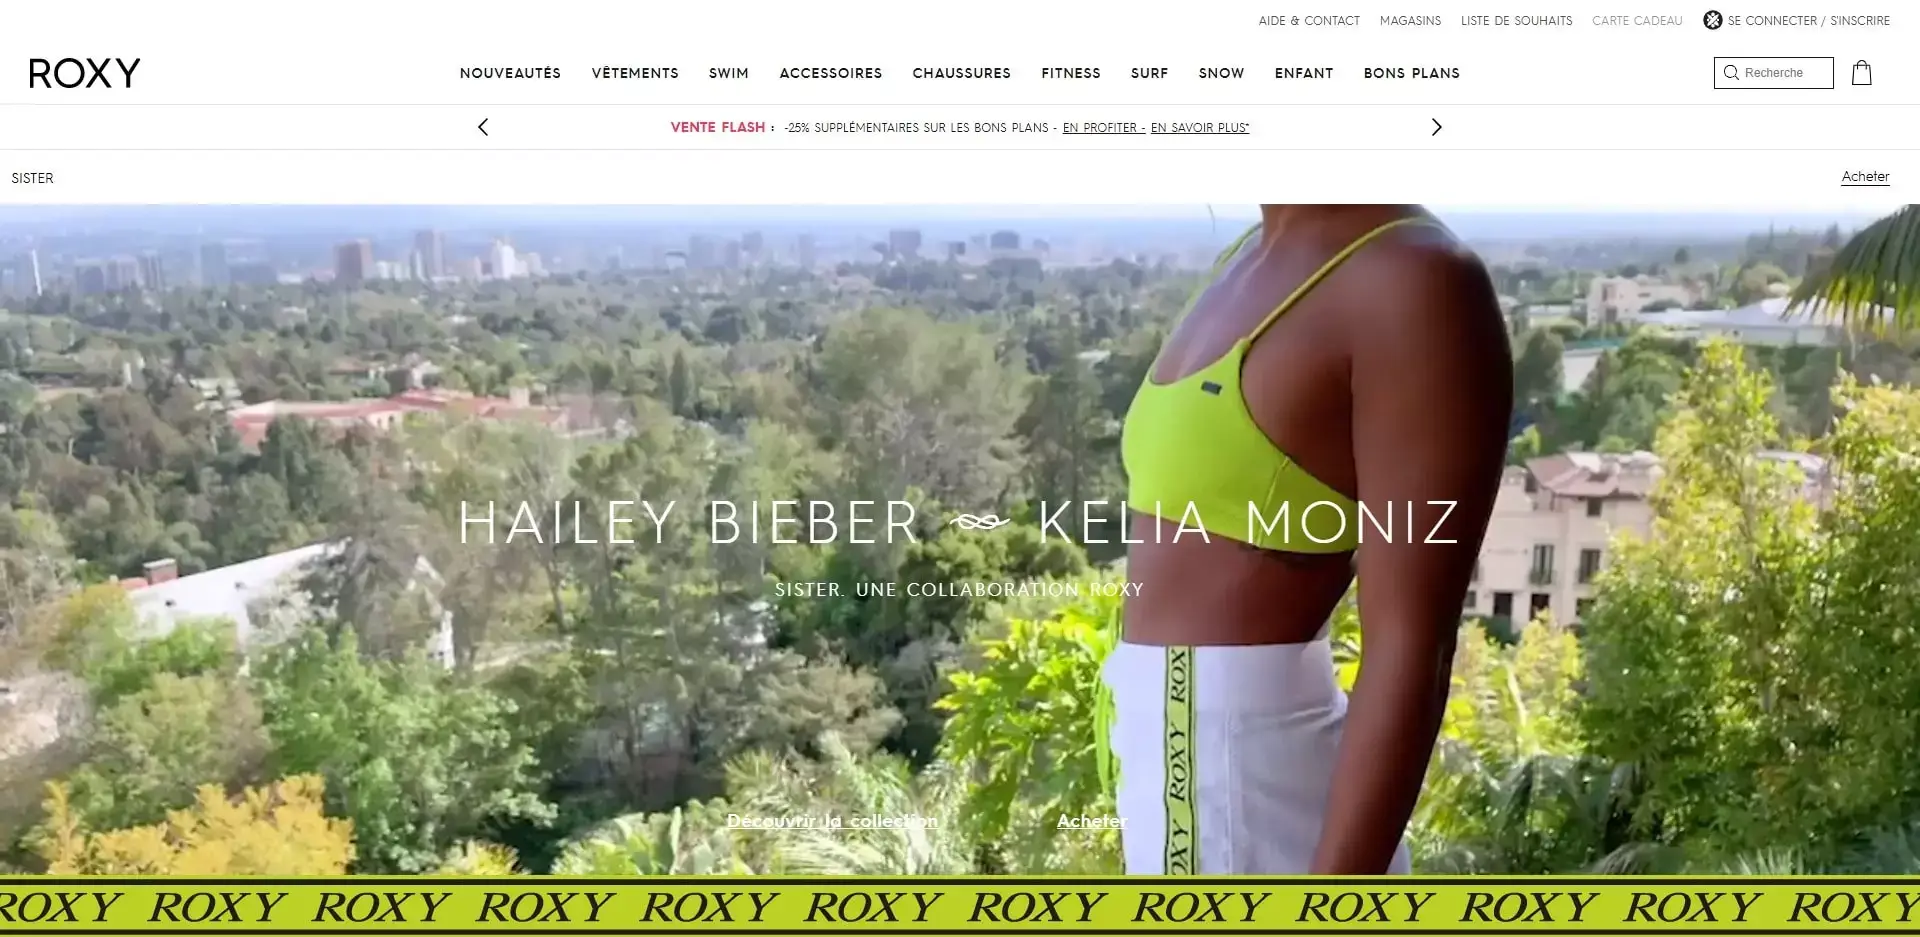 AIDE & CONTACT MAGASINS LISTE DE SOUHAITS CARTE CADEAU SE CONNECTER / S'INSCRIRE
ROXY
NOUVEAUTÉS VÊTEMENTS SWIM ACCESSOIRES CHAUSSURES FITNESS SURF SNOW ENFANT BONS PLANS
Recherche
VENTE FLASH : -25% SUPPLÉMENTAIRES SUR LES BONS PLANS - EN PROFITER - EN SAVOIR PLUS*
SISTER
Acheter
HAILEY BIEBER KELIA MONIZ
SISTER. UNE COLLABORATION ROXY
ROXY
ROXY
ROXY
Découvrir la collection Acheter
ROXY ROXY ROXY ROXY ROXY ROXY ROXY ROXY ROXY ROXY ROXY ROXY